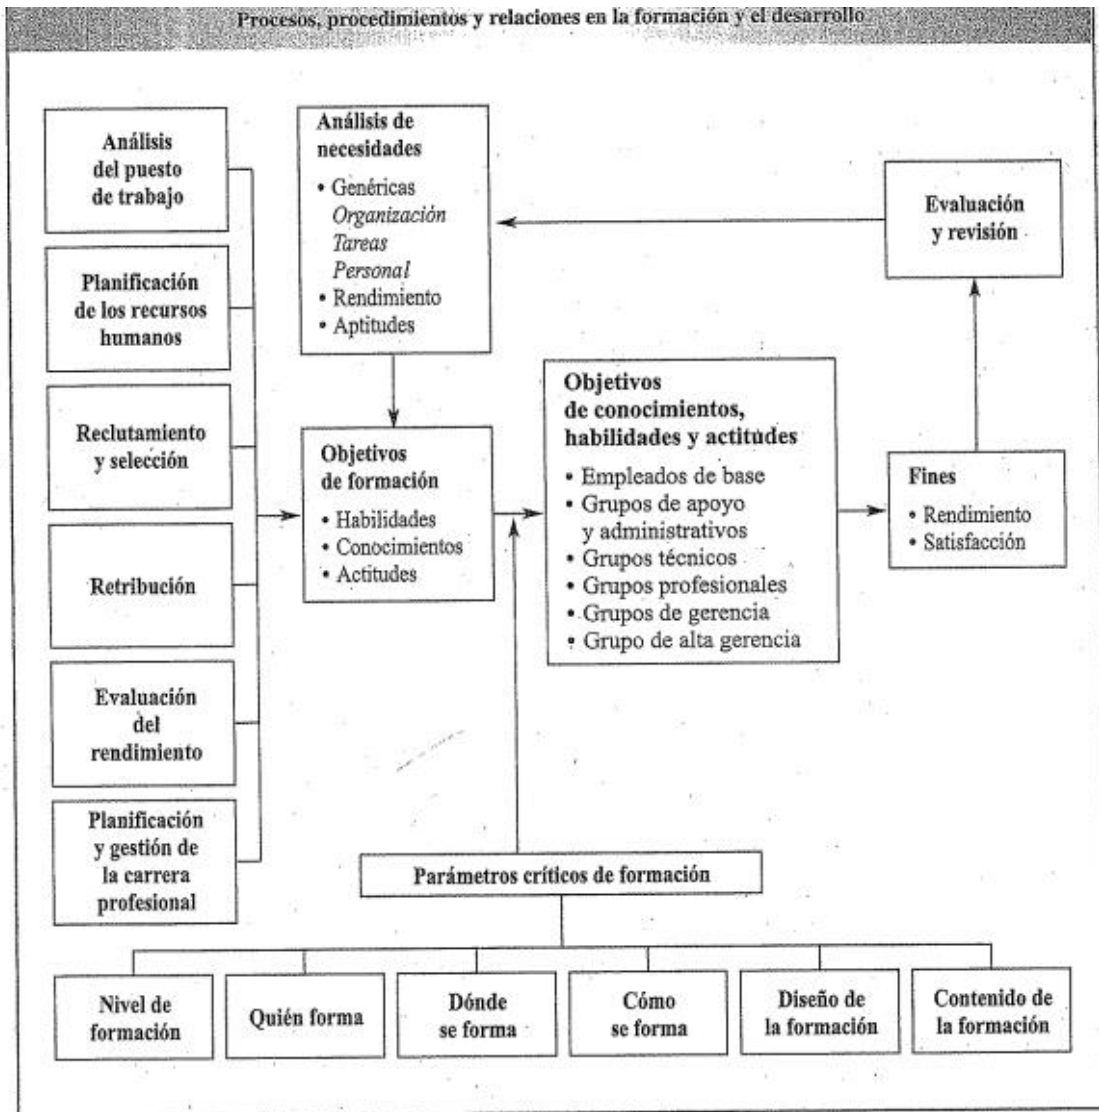 Procesos, procedimientos y relaciones en la formación y el desarrollo
Análisis
del puesto
de trabajo
Planificación
de los recursos
humanos
Reclutamiento
y selección
Retribución
Evaluación
del
rendimiento
Planificación
y gestión de
la carrera
profesional
Análisis de
necesidades
• Genéricas
Organización
Tareas
Personal
• Rendimiento
• Aptitudes
Objetivos
de formación
• Habilidades
• Conocimientos
• Actitudes
Objetivos
de conocimientos,
habilidades y actitudes
• Empleados de base
• Grupos de apoyo
y administrativos
• Grupos técnicos
• Grupos profesionales
• Grupos de gerencia
• Grupo de alta gerencia
Evaluación
y revisión
Fines
• Rendimiento
• Satisfacción
Parámetros críticos de formación
Nivel de
formación
Quién forma
Dónde
se forma
Cómo
se forma
Diseño de
la formación
Contenido de
la formación